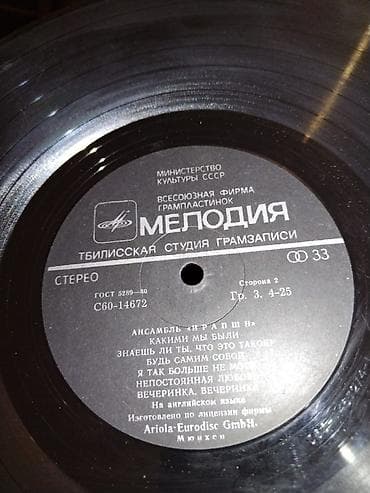 МИНИСТЕРСТВО
КУЛЬТУРЫ СССР
ВСЕСОЮЗНАЯ ФИРМА
ГРАМПЛАСТИНОК
МЕЛОДИЯ
ТБИЛИССКАЯ СТУДИЯ ГРАМЗАПИСИ
СТЕРЕО
33
ГОСТ 5289—80
Сторона 2
С60-14672
Гр. 3. 4-25
АНСАМБЛЬ
КАКИМИ МЫ БЫЛИ
ЗНАЕШЬ ЛИ ТЫ, ЧТО ЭТО ТАКОЕ?
БУДЬ САМИМ СОБОЙ
Я ТАК БОЛЬШЕ НЕ МОГУ
НЕПОСТОЯННАЯ ЛЮБОВЬ
ВЕЧЕРИНКА, ВЕЧЕРИНКА
На английском языке
Изготовлено по лицензии фирмы
Ariola-Eurodisc GmbH,
Мюнхен